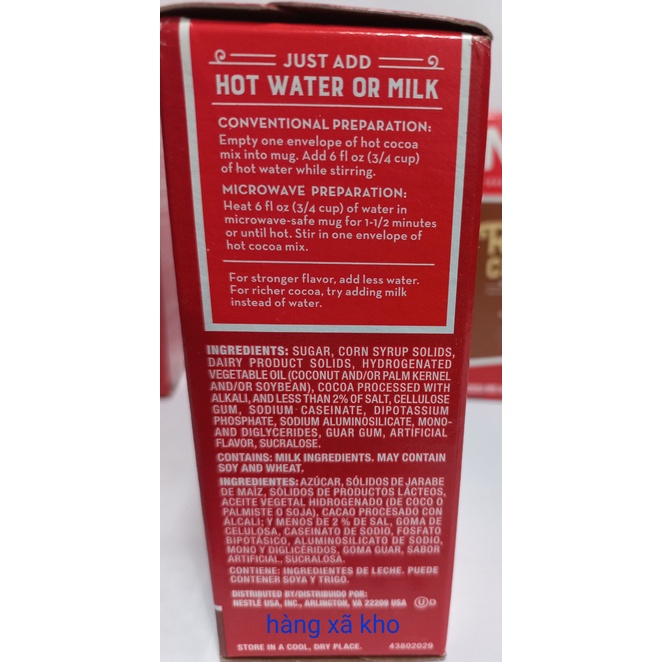 JUST ADD
HOT WATER OR MILK
CONVENTIONAL PREPARATION:
Empty one envelope of hot cocoa
mix into mug. Add 6 fl oz (3/4 cup)
of hot water while stirring.
MICROWAVE PREPARATION:
Heat 6 fl oz (3/4 cup) of water in
microwave-safe mug for 1-1/2 minutes
or until hot. Stir in one envelope of
hot cocoa mix.
For stronger flavor, add less water.
For richer cocoa, try adding milk
instead of water.
INGREDIENTS: SUGAR, CORN SYRUP SOLIDS,
DAIRY PRODUCT SOLIDS, HYDROGENATED
VEGETABLE OIL (COCONUT AND/OR PALM KERNEL
AND/OR SOYBEAN), COCOA PROCESSED WITH
ALKALI, AND LESS THAN 2% OF SALT, CELLULOSE
GUM, SODIUM CASEINATE, DIPOTASSIUM
PHOSPHATE, SODIUM ALUMINOSILICATE, MONO-
AND DIGLYCERIDES, GUAR GUM, ARTIFICIAL
FLAVOR, SUCRALOSE.
CONTAINS: MILK INGREDIENTS. MAY CONTAIN
SOY AND WHEAT.
INGREDIENTES: AZÚCAR, SÓLIDOS DE JARABE
DE MAÍZ, SÓLIDOS DE PRODUCTOS LÁCTEOS,
ACEITE VEGETAL HIDROGENADO (DE COCO O
PALMISTE O SOJA), CACAO PROCESADO CON
ÁLCALI; Y MENOS DE 2 % DE SAL, GOMA DE
CELULOSA, CASEINATO DE SODIO, FOSFATO
BIPOTÁSICO, ALUMINOSILICATO DE SODIO,
MONO Y DIGLICÉRIDOS, GOMA GUAR, SABOR
ARTIFICIAL, SUCRALOSA.
CONTIENE: INGREDIENTES DE LECHE. PUEDE
CONTENER SOYA Y TRIGO.
DISTRIBUTED BY/DISTRIBUIDO POR:
NESTLÉ USA, INC., ARLINGTON, VA 22209 USA U D
hàng xã kho
STORE IN A COOL, DRY PLACE. 43802029